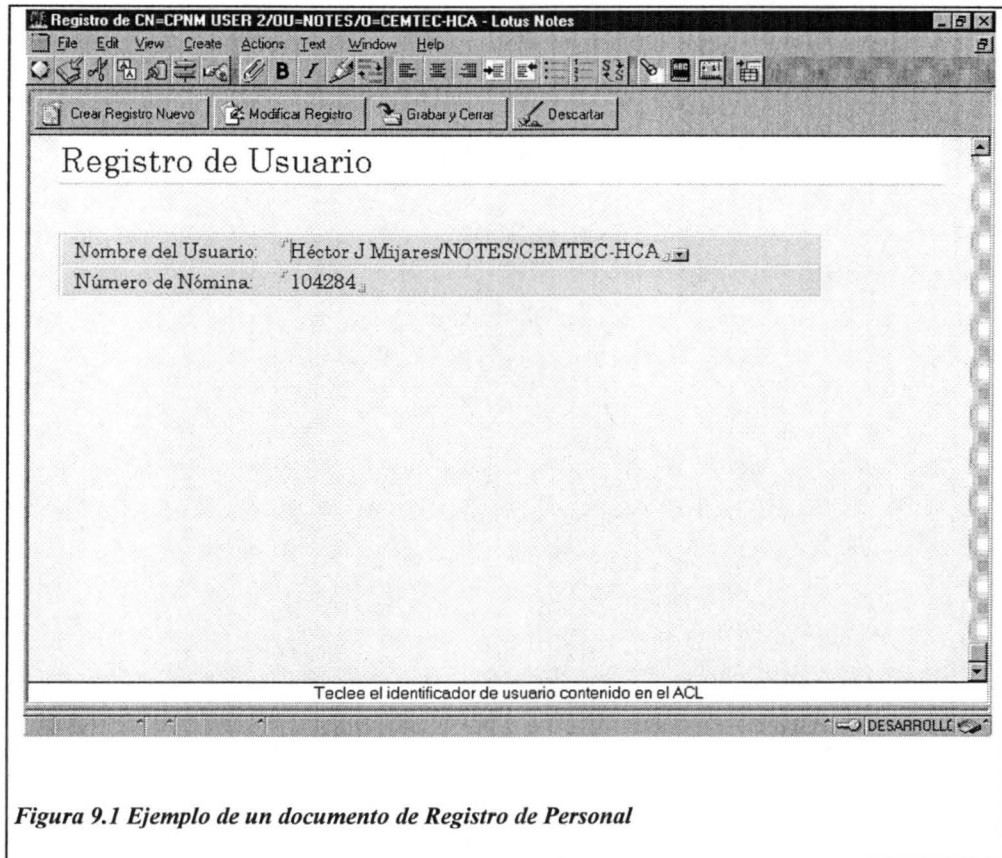 Registro de CN=CPNM USER 2/OU=NOTES/O=CEMTEC-HCA - Lotus Notes
File Edit View Create Actions Text Window Help
Crear Registro Nuevo Modificar Registro Grabar y Cerrar Descartar
Registro de Usuario
Nombre del Usuario: Héctor J Mijares/NOTES/CEMTEC-HCA
Número de Nómina: 104284
Teclee el identificador de usuario contenido en el ACL
DESARROLLO
Figura 9.1 Ejemplo de un documento de Registro de Personal